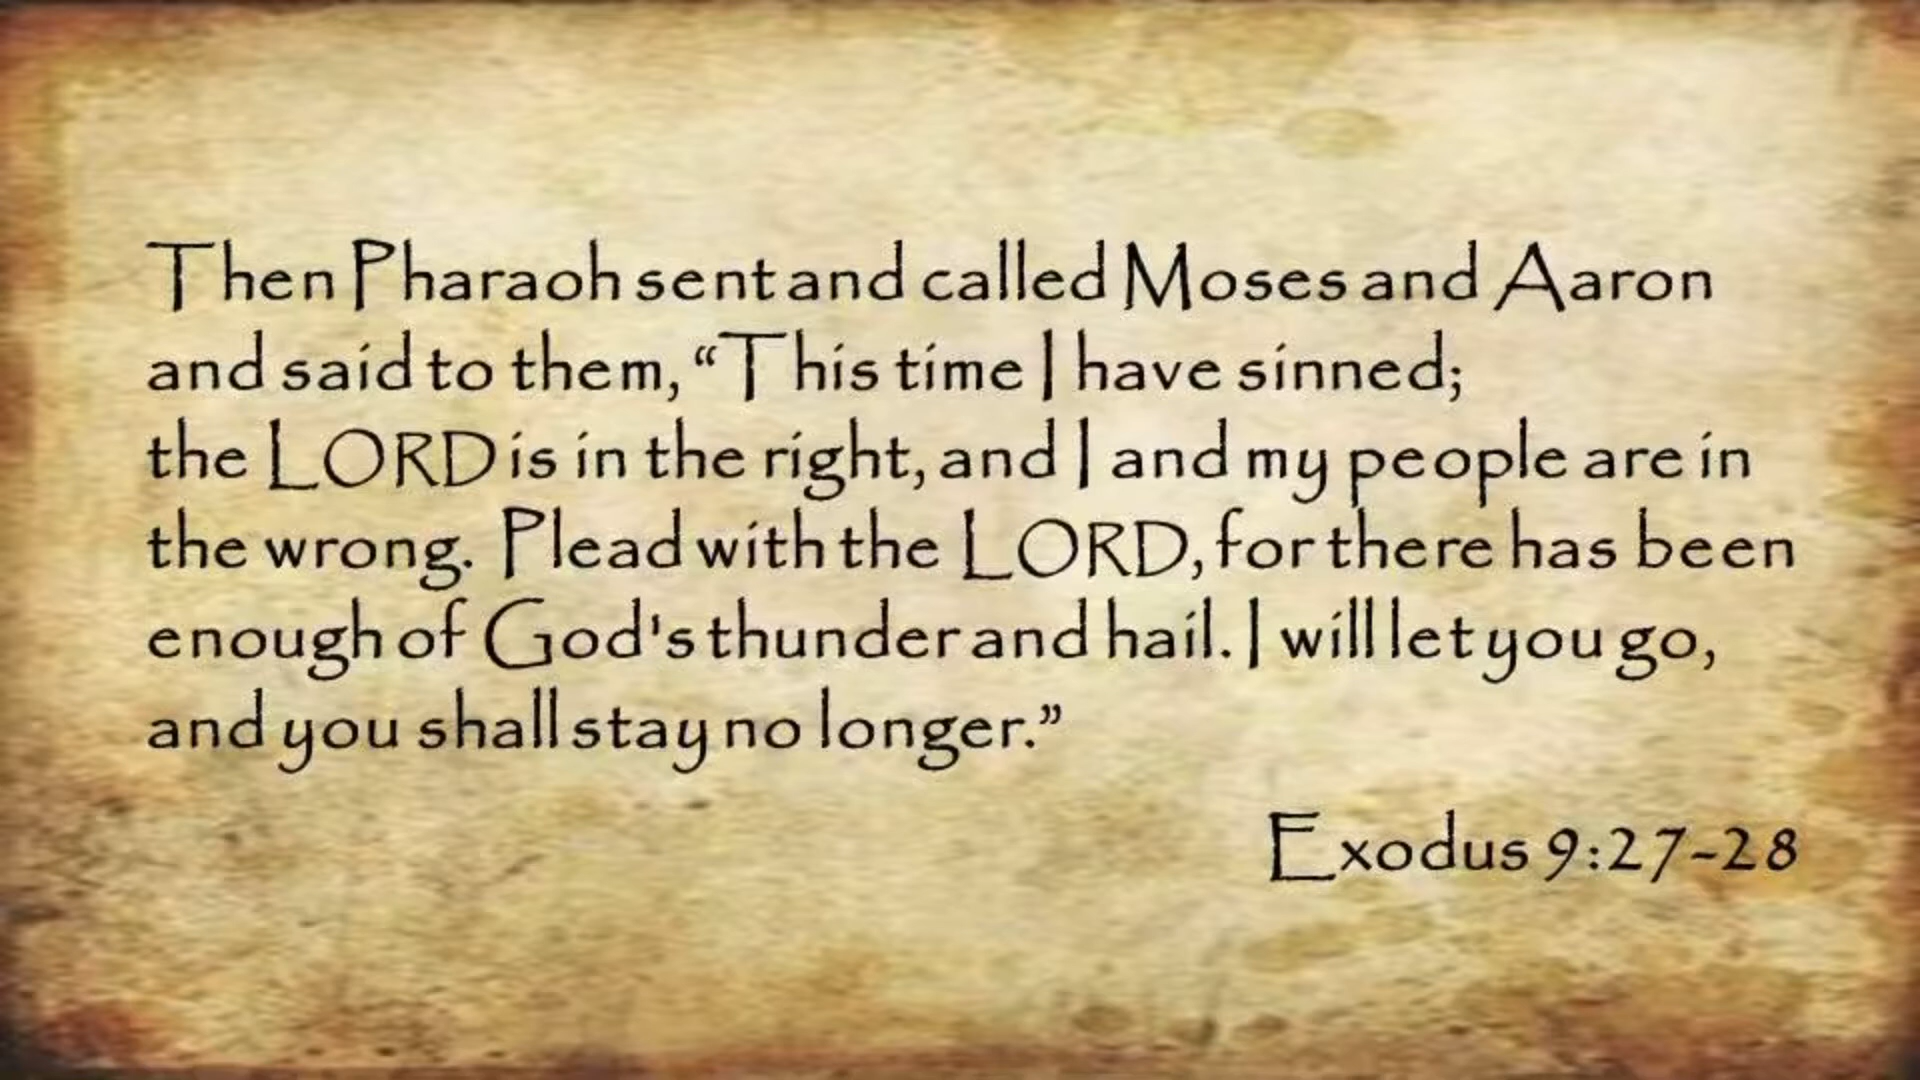 Then Pharaoh sent and called Moses and Aaron
and said to them, “This time I have sinned;
the LORD is in the right, and I and my people are in
the wrong. Plead with the LORD, for there has been
enough of God's thunder and hail. I will let you go,
and you shall stay no longer.”
Exodus 9:27-28